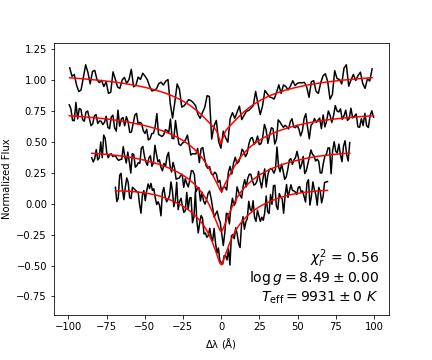 1.25
1.00
0.75
0.50
0.25
0.00
−0.25
−0.50
−0.75
Normalized Flux
χ²ᵣ = 0.56
log g = 8.49 ± 0.00
T_eff = 9931 ± 0 K
−100 −75 −50 −25 0 25 50 75 100
Δλ (Å)